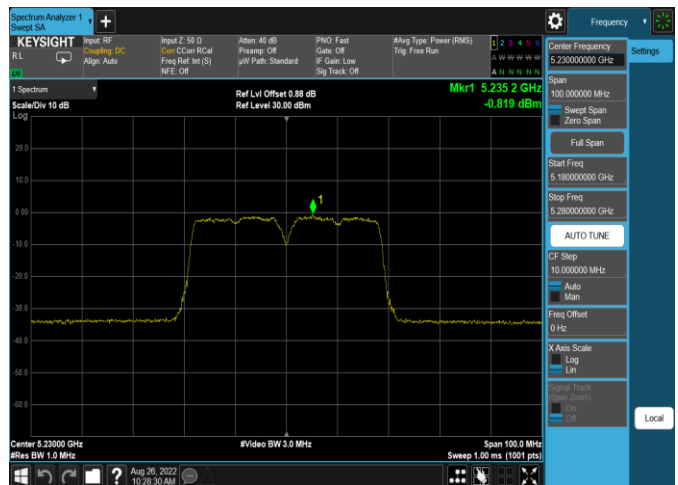 Spectrum Analyzer 1
Swept SA
Frequency
KEYSIGHT
RL
Input: RF
Coupling: DC
Align: Auto
Input Z: 50 Ω
Corr CCorr RCal
Freq Ref: Int (S)
NFE: Off
Atten: 40 dB
Preamp: Off
µW Path: Standard
PNO: Fast
Gate: Off
IF Gain: Low
Sig Track: Off
#Avg Type: Power (RMS)
Trig: Free Run
1 2 3 4 5 6
A W W W W W
A N N N N N
LW
1 Spectrum
Scale/Div 10 dB
Log
Ref Lvl Offset 0.88 dB
Ref Level 30.00 dBm
Mkr1 5.235 2 GHz
-0.819 dBm
20.0
10.0
0.00
-10.0
-20.0
-30.0
-40.0
-50.0
-60.0
1
Center 5.23000 GHz
#Res BW 1.0 MHz
#Video BW 3.0 MHz
Span 100.0 MHz
Sweep 1.00 ms (1001 pts)
Aug 26, 2022
10:28:30 AM
Center Frequency
5.230000000 GHz
Span
100.000000 MHz
Swept Span
Zero Span
Full Span
Start Freq
5.180000000 GHz
Stop Freq
5.280000000 GHz
AUTO TUNE
CF Step
10.000000 MHz
Auto
Man
Freq Offset
0 Hz
X Axis Scale
Log
Lin
Signal Track
(Span Zoom)
On
Off
Settings
Local